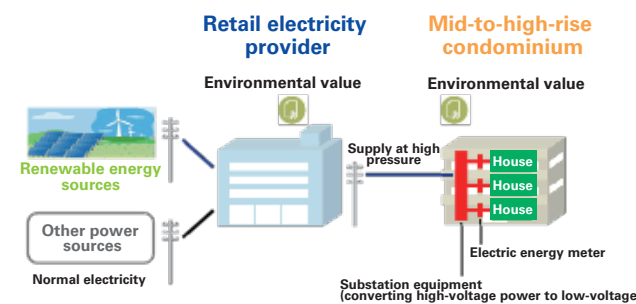 Retail electricity
provider
Mid-to-high-rise
condominium
Environmental value
Environmental value
Renewable energy
sources
Supply at high
pressure
House
House
House
Other power
sources
Normal electricity
Electric energy meter
Substation equipment
(converting high-voltage power to low-voltage